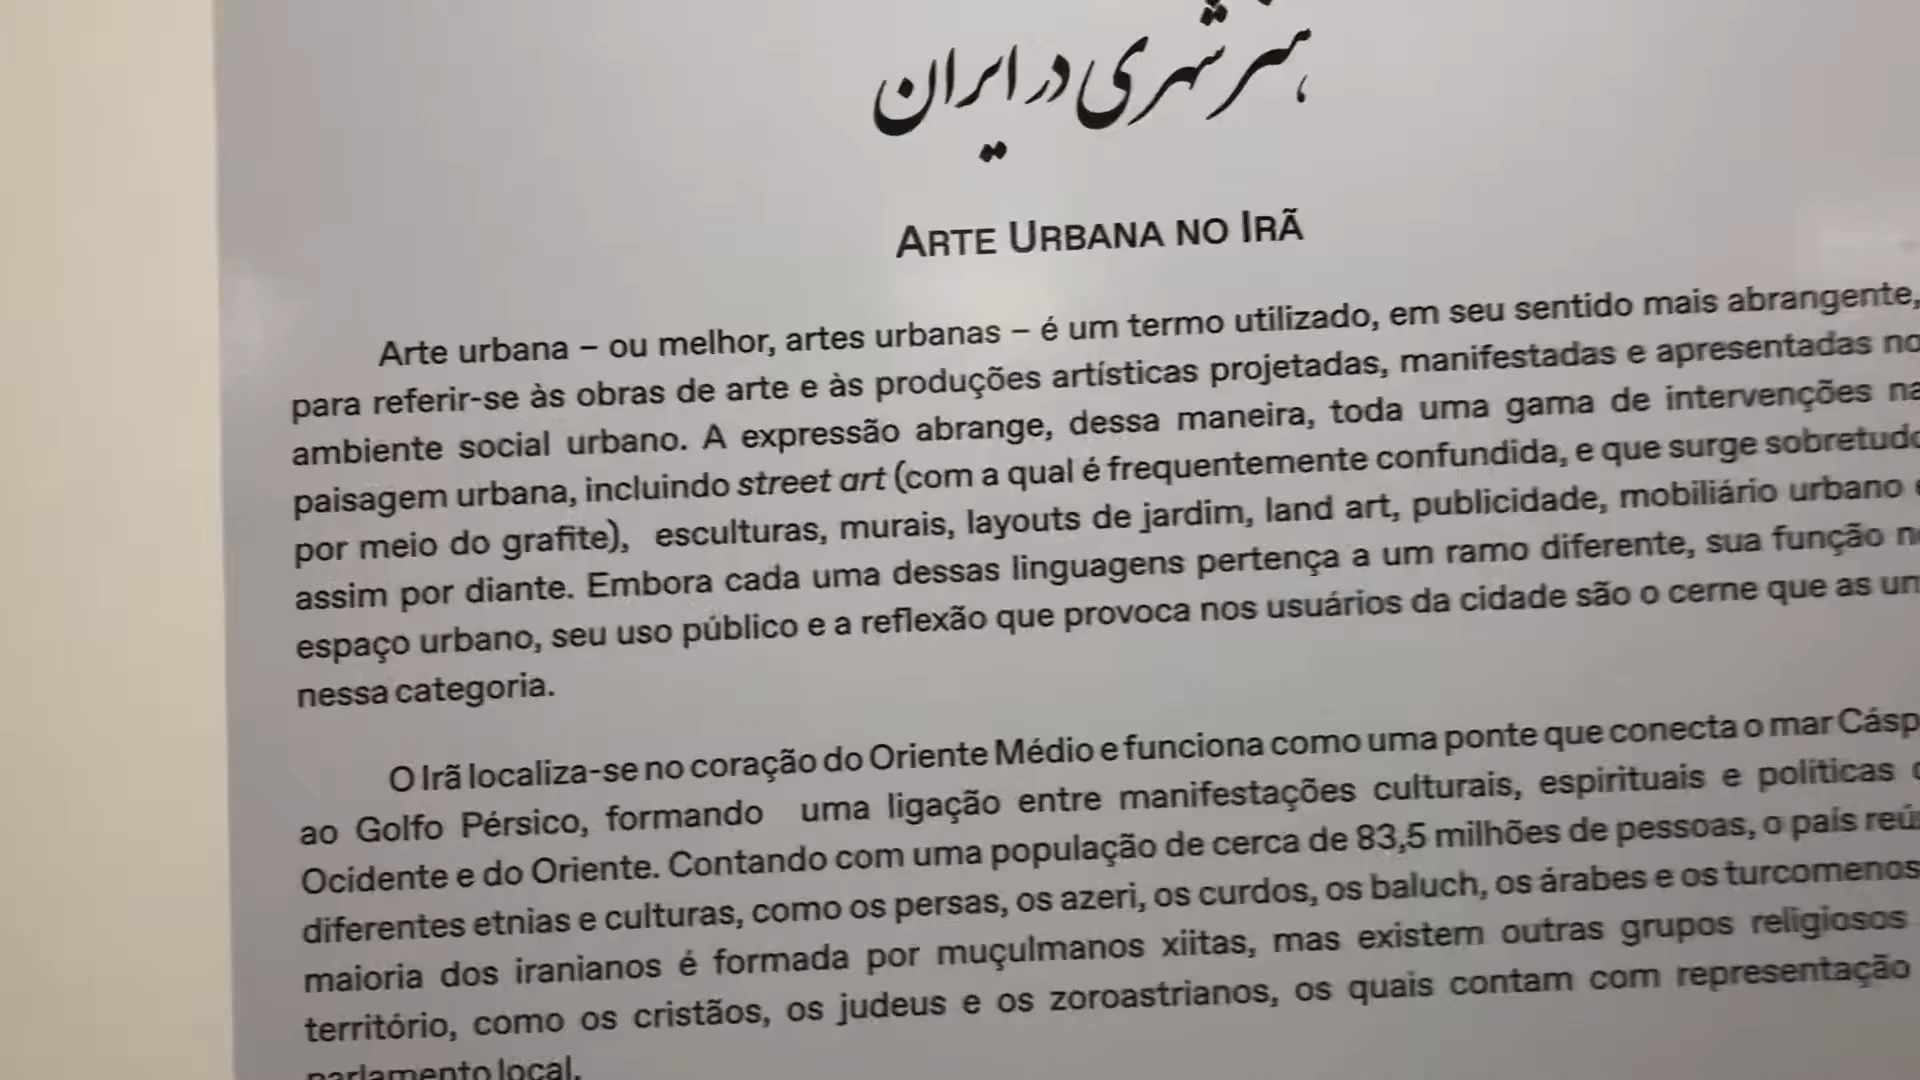 هنر شهری در ایران
ARTE URBANA NO IRÃ
Arte urbana – ou melhor, artes urbanas – é um termo utilizado, em seu sentido mais abrangente,
para referir-se às obras de arte e às produções artísticas projetadas, manifestadas e apresentadas no
ambiente social urbano. A expressão abrange, dessa maneira, toda uma gama de intervenções na
paisagem urbana, incluindo street art (com a qual é frequentemente confundida, e que surge sobretudo
por meio do grafite), esculturas, murais, layouts de jardim, land art, publicidade, mobiliário urbano e
assim por diante. Embora cada uma dessas linguagens pertença a um ramo diferente, sua função no
espaço urbano, seu uso público e a reflexão que provoca nos usuários da cidade são o cerne que as
nessa categoria.
O Irã localiza-se no coração do Oriente Médio e funciona como uma ponte que conecta o mar
ao Golfo Pérsico, formando uma ligação entre manifestações culturais, espirituais e políticas
Ocidente e do Oriente. Contando com uma população de cerca de 83,5 milhões de pessoas, o país
diferentes etnias e culturas, como os persas, os azeri, os curdos, os baluch, os árabes e os turcomenos
maioria dos iranianos é formada por muçulmanos xiitas, mas existem outras grupos religiosos
território, como os cristãos, os judeus e os zoroastrianos, os quais contam com representação
parlamento local.